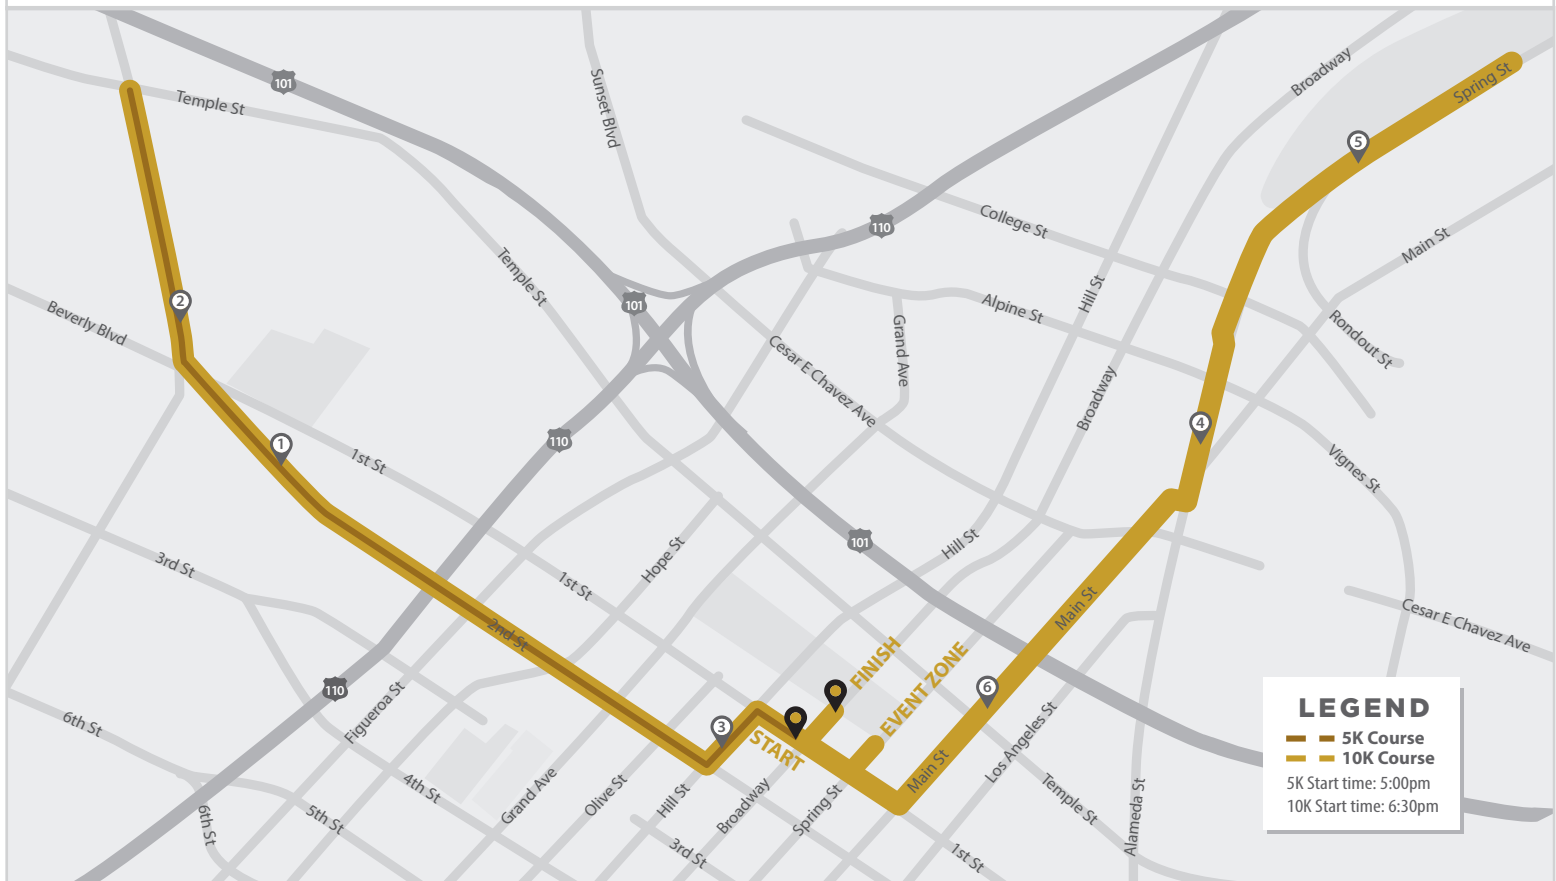 101
Temple St
Sunset Blvd
Broadway
Spring St
5
110
College St
Main St
Temple St
Hill St
2
101
Alpine St
Beverly Blvd
Grand Ave
Rondout St
Cesar E Chavez Ave
Broadway
4
1
110
1st St
Vignes St
101
Hill St
Hope St
3rd St
1st St
Main St
Cesar E Chavez Ave
2nd St
FINISH
EVENT ZONE
110
6
Figueroa St
6th St
3
START
Los Angeles St
Main St
4th St
Grand Ave
Olive St
Hill St
Broadway
Spring St
Temple St
Alameda St
6th St
5th St
3rd St
1st St
LEGEND
5K Course
10K Course
5K Start time: 5:00pm
10K Start time: 6:30pm